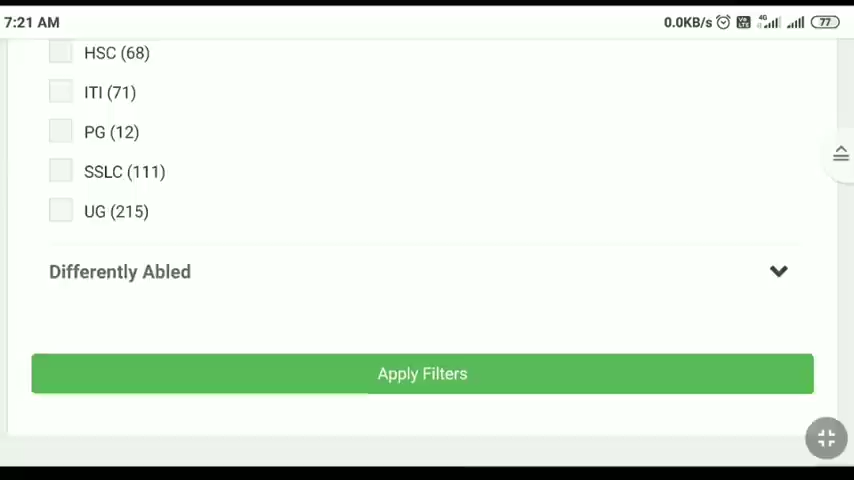 7:21 AM 0.0KB/s 4G 77
HSC (68)
ITI (71)
PG (12)
SSLC (111)
UG (215)
Differently Abled
Apply Filters